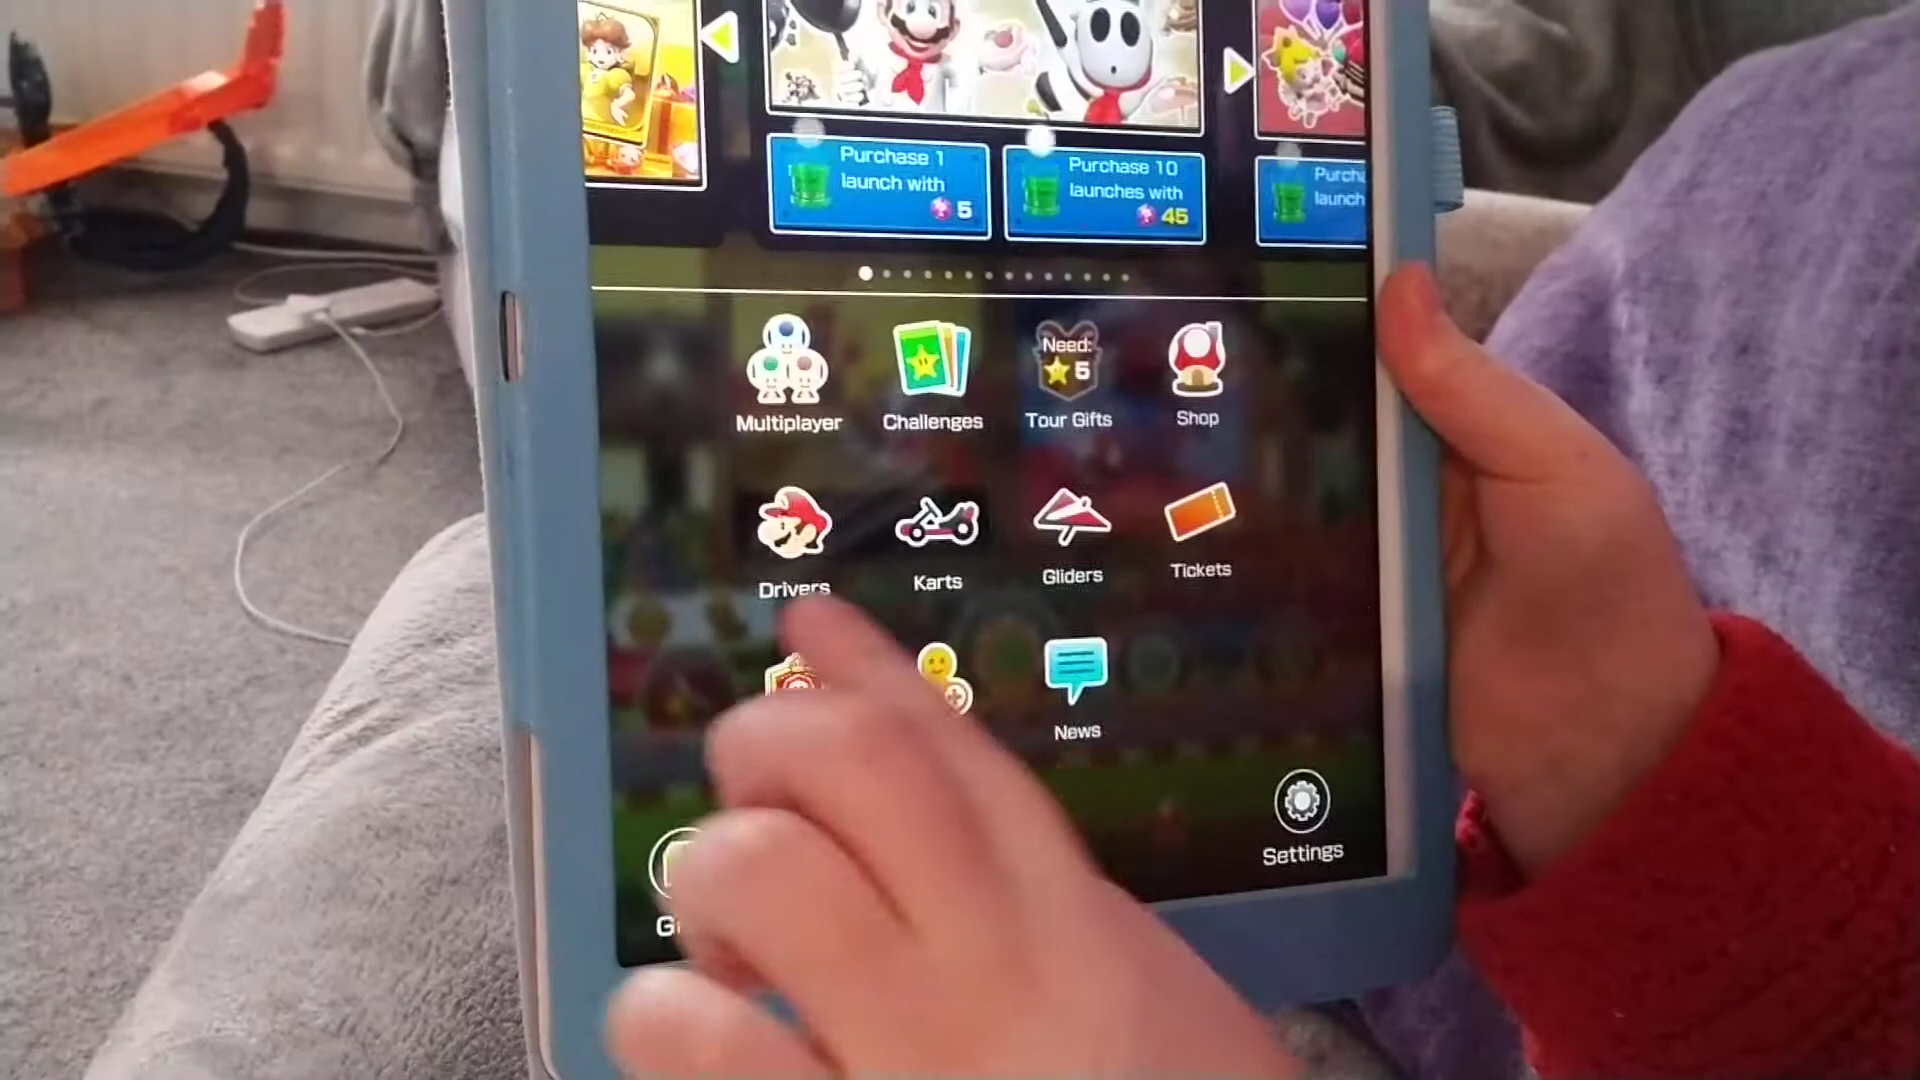 Purchase 1
launch with
5
Purchase 10
launches with
45
launch
Need:
5
Multiplayer
Challenges
Tour Gifts
Shop
Drivers
Karts
Gliders
Tickets
News
Settings